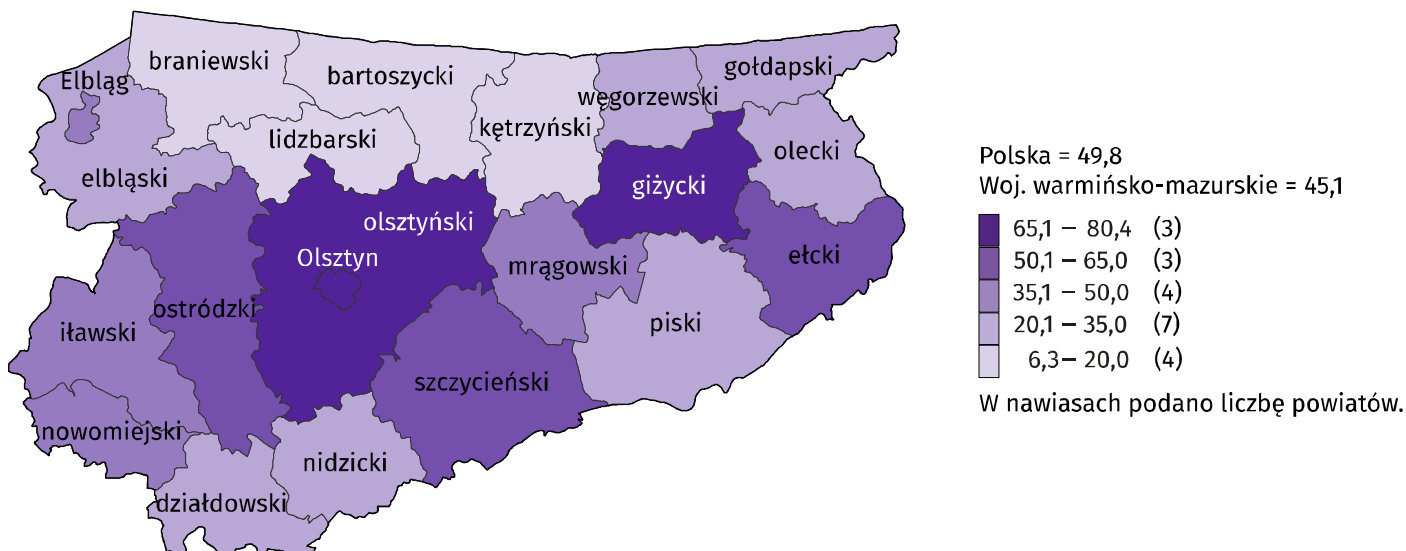 braniewski
bartoszycki
gołdapski
Elbląg
węgorzewski
kętrzyński
lidzbarski
olecki
elbląski
giżycki
olsztyński
Olsztyn
mrągowski
ełcki
ostródzki
iławski
piski
szczycieński
nowomiejski
nidzicki
działdowski
Polska = 49,8
Woj. warmińsko-mazurskie = 45,1
65,1 – 80,4 (3)
50,1 – 65,0 (3)
35,1 – 50,0 (4)
20,1 – 35,0 (7)
6,3– 20,0 (4)
W nawiasach podano liczbę powiatów.